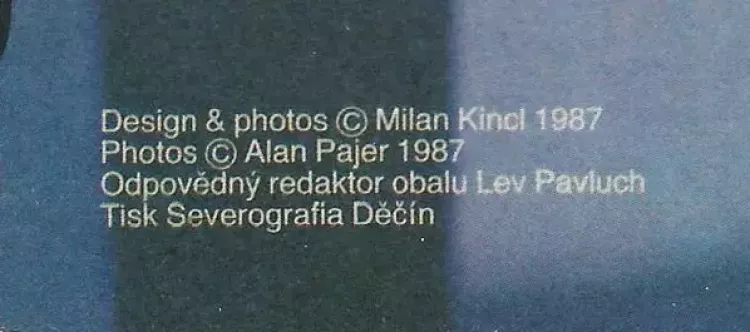 Design & photos © Milan Kincl 1987
Photos © Alan Pajer 1987
Odpovědný redaktor obalu Lev Pavluch
Tisk Severografia Děčín